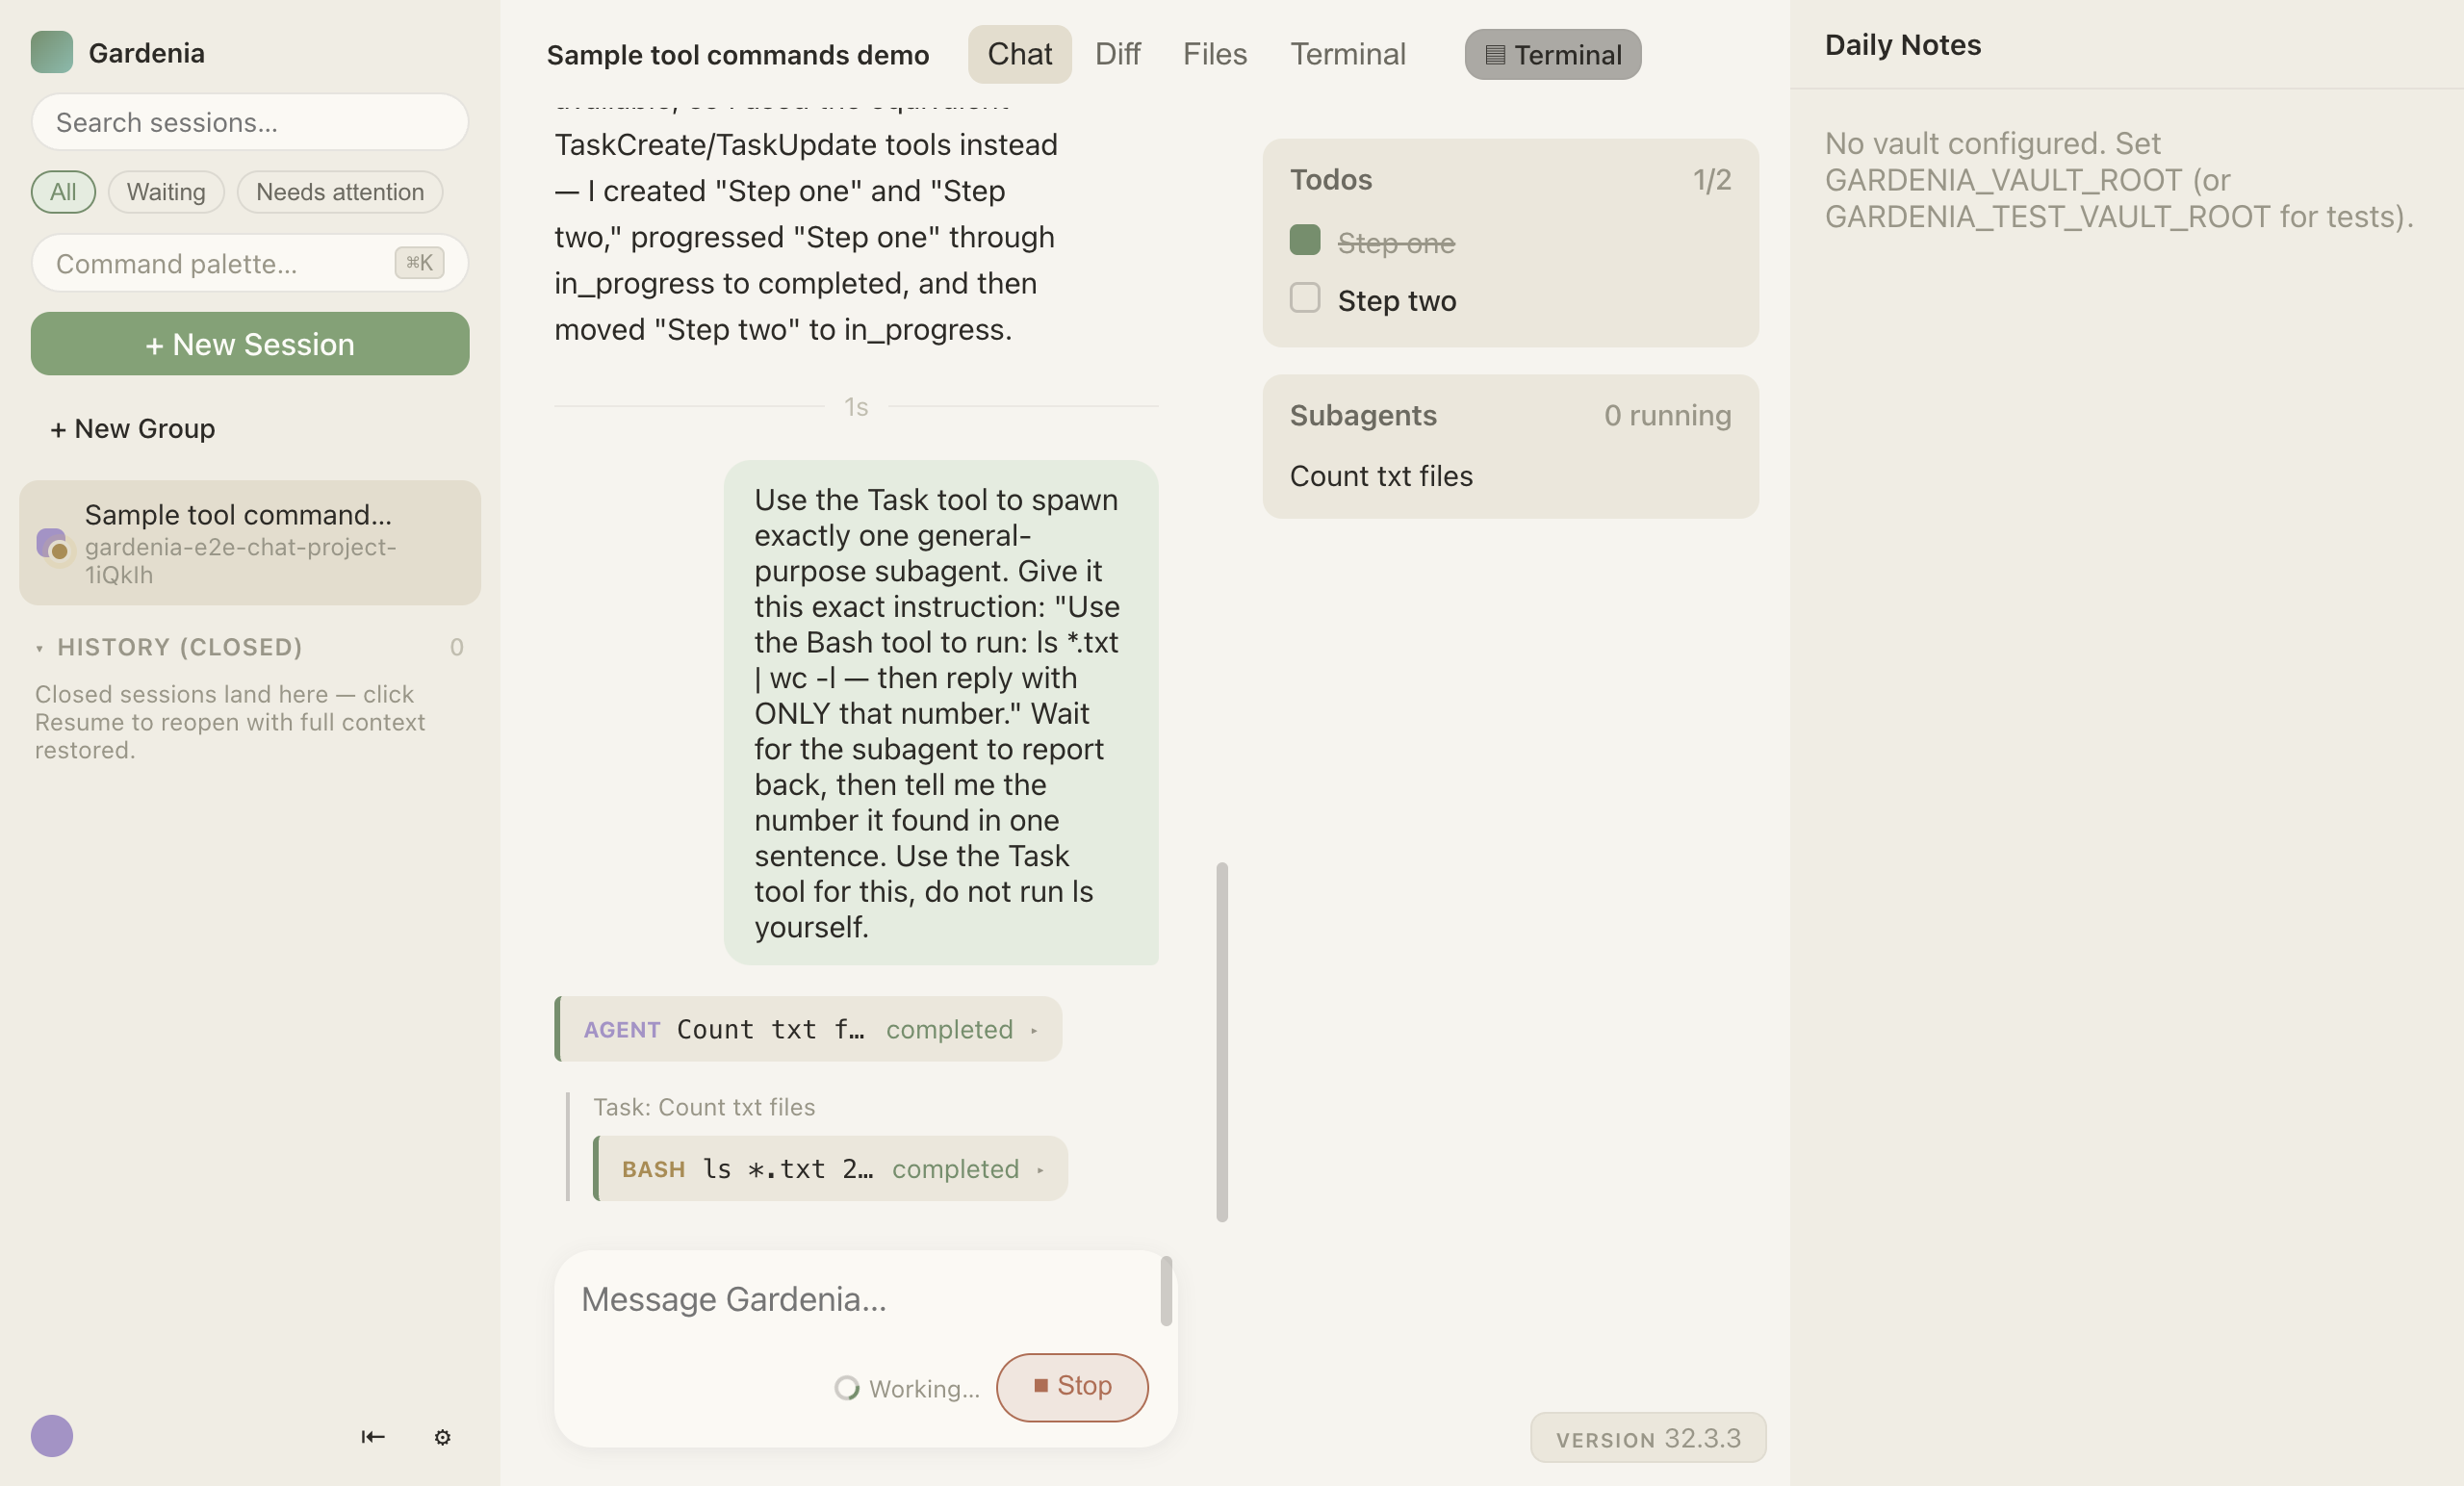 Gardenia
Search sessions...
All
Waiting
Needs attention
Command palette...
⌘K
+ New Session
+ New Group
Sample tool command...
gardenia-e2e-chat-project-
HISTORY (CLOSED)
0
Closed sessions land here — click
Resume to reopen with full context
restored.
Sample tool commands demo
Chat
Diff
Files
Terminal
Terminal
TaskCreate/TaskUpdate tools instead
— I created "Step one" and "Step
two," progressed "Step one" through
in_progress to completed, and then
moved "Step two" to in_progress.
1s
Use the Task tool to spawn
exactly one general-
purpose subagent. Give it
this exact instruction: "Use
the Bash tool to run: ls *.txt
| wc -l — then reply with
ONLY that number." Wait
for the subagent to report
back, then tell me the
number it found in one
sentence. Use the Task
tool for this, do not run ls
yourself.
AGENT Count txt f... completed
Task: Count txt files
BASH ls *.txt 2... completed
Message Gardenia...
Working...
Stop
Todos
1/2
Step one
Step two
Subagents
0 running
Count txt files
VERSION 32.3.3
Daily Notes
No vault configured. Set
GARDENIA_VAULT_ROOT (or
GARDENIA_TEST_VAULT_ROOT for tests).